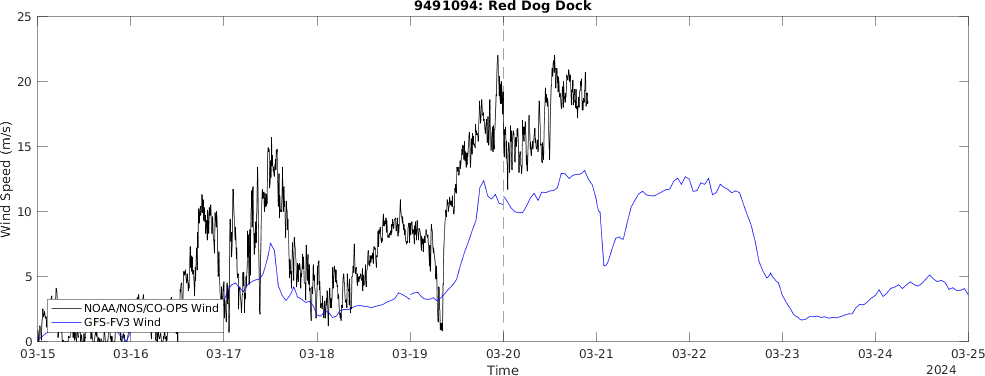 9491094: Red Dog Dock
25
20
15
10
5
0
Wind Speed (m/s)
NOAA/NOS/CO-OPS Wind
GFS-FV3 Wind
03-15 03-16 03-17 03-18 03-19 03-20 03-21 03-22 03-23 03-24 03-25
Time
2024